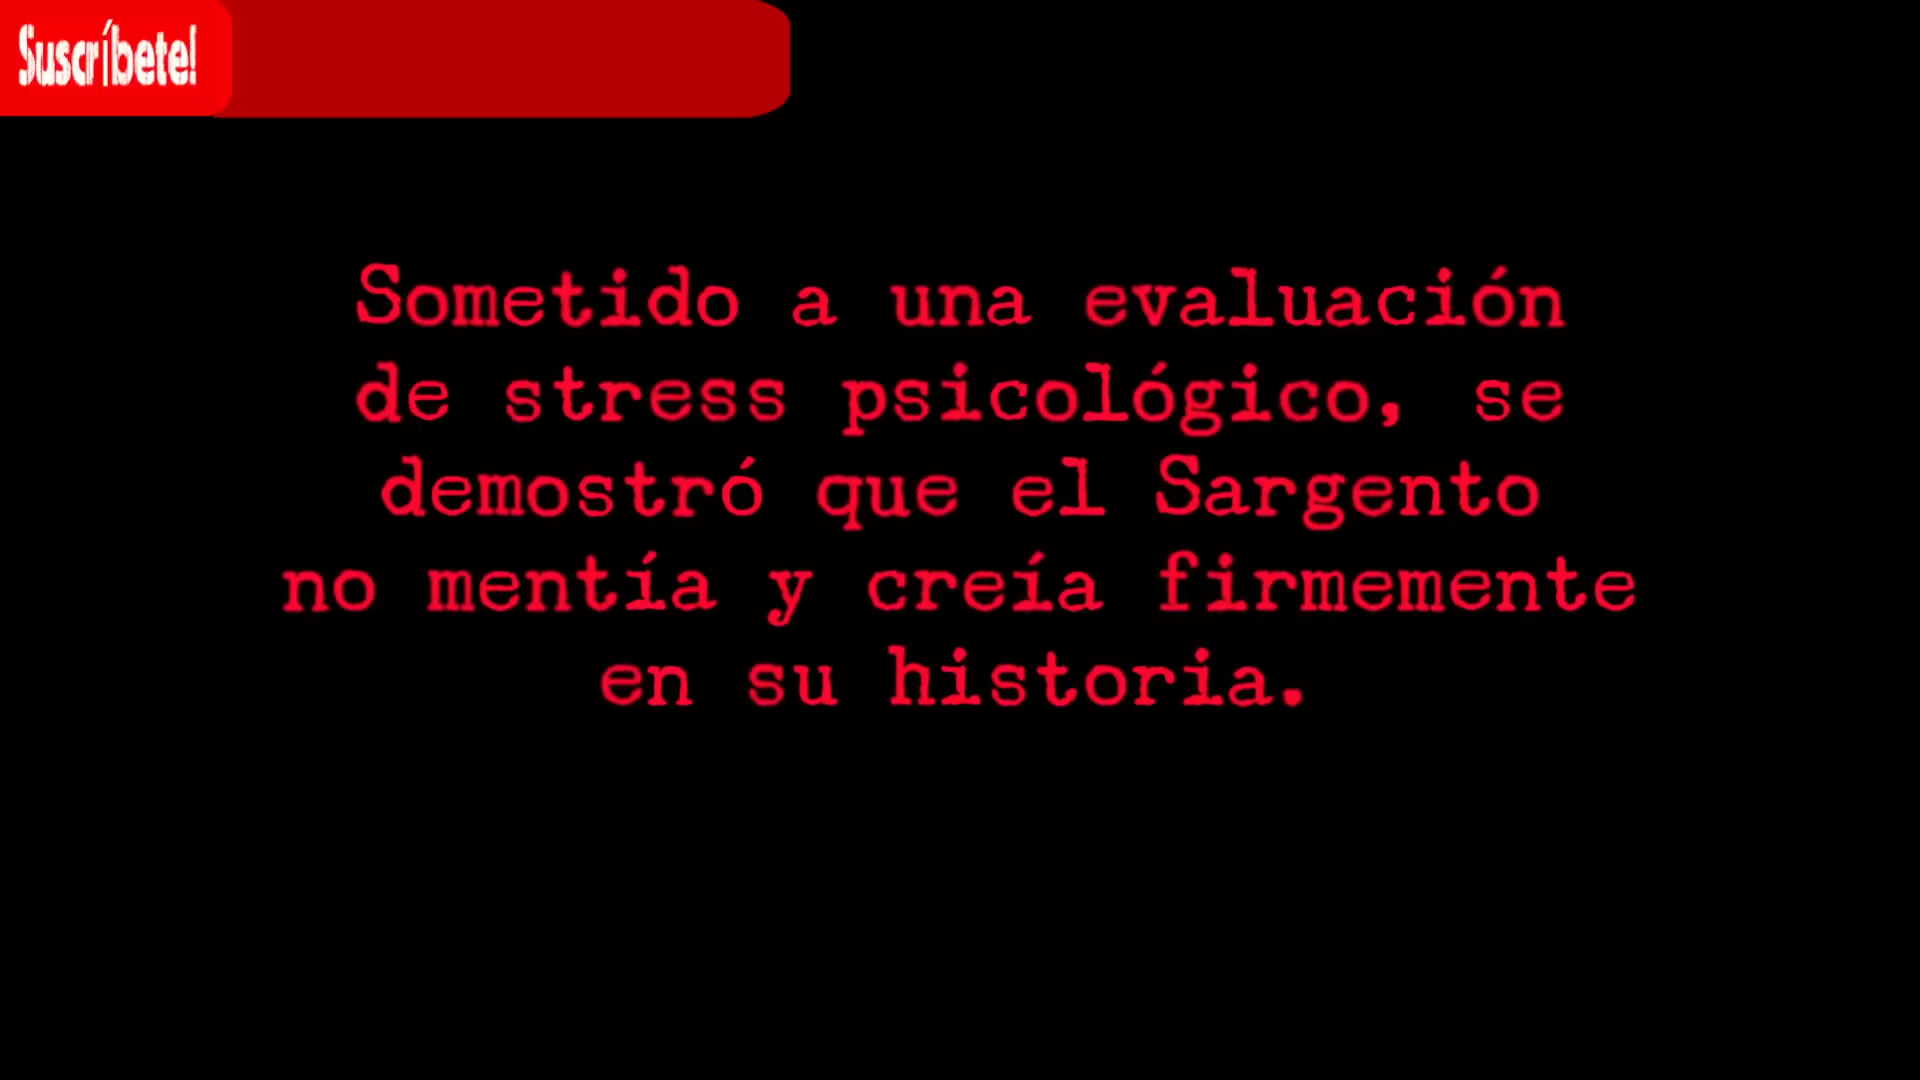 Suscríbete!
Sometido a una evaluación
de stress psicológico, se
demostró que el Sargento
no mentía y creía firmemente
en su historia.